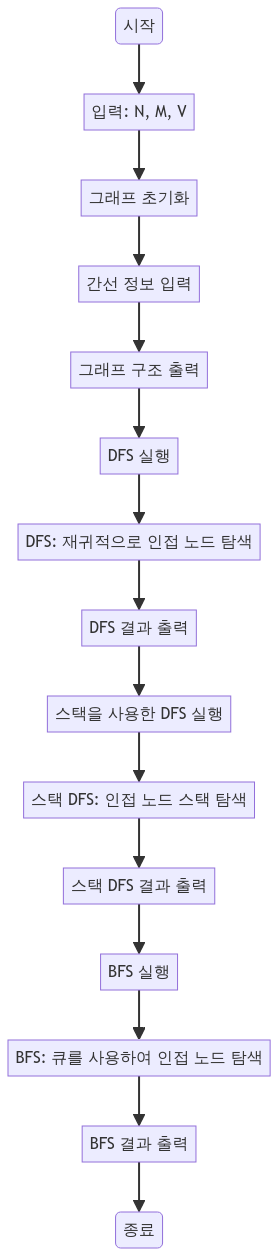 시작
입력: N, M, V
그래프 초기화
간선 정보 입력
그래프 구조 출력
DFS 실행
DFS: 재귀적으로 인접 노드 탐색
DFS 결과 출력
스택을 사용한 DFS 실행
스택 DFS: 인접 노드 스택 탐색
스택 DFS 결과 출력
BFS 실행
BFS: 큐를 사용하여 인접 노드 탐색
BFS 결과 출력
종료